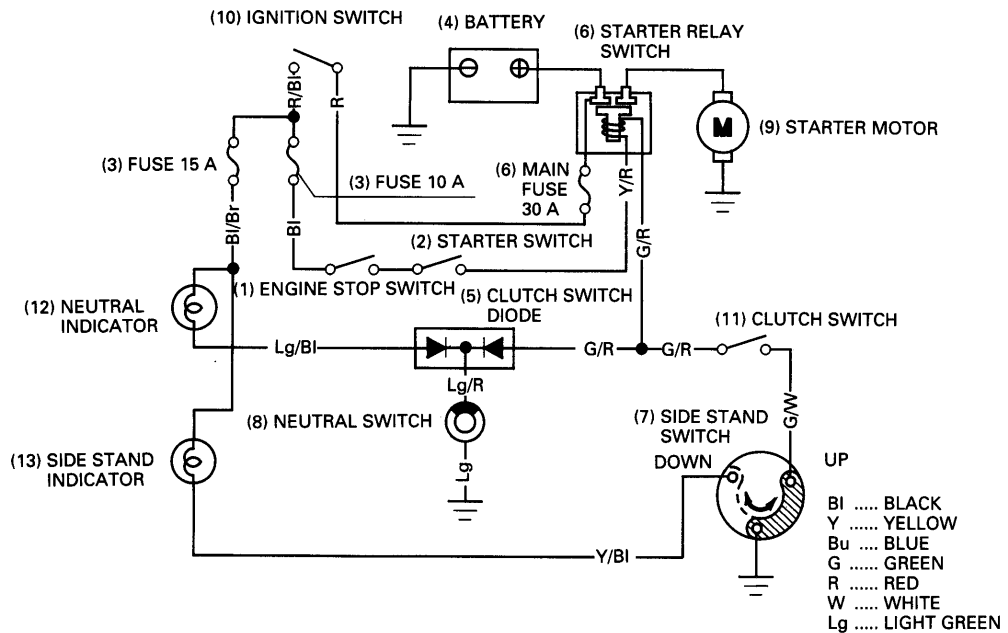 (10) IGNITION SWITCH
(4) BATTERY
(6) STARTER RELAY
SWITCH
R/Bl
R
M
(9) STARTER MOTOR
(3) FUSE 15 A
(3) FUSE 10 A
(6) MAIN
FUSE
30 A
Y/R
Bl/Br
Bl
G/R
(2) STARTER SWITCH
(1) ENGINE STOP SWITCH
(5) CLUTCH SWITCH
DIODE
(12) NEUTRAL
INDICATOR
(11) CLUTCH SWITCH
Lg/Bl
G/R
G/R
Lg/R
G/W
(8) NEUTRAL SWITCH
(7) SIDE STAND
SWITCH
DOWN
UP
(13) SIDE STAND
INDICATOR
Lg
Y/Bl
Bl ..... BLACK
Y ...... YELLOW
Bu .... BLUE
G ...... GREEN
R ...... RED
W ..... WHITE
Lg ..... LIGHT GREEN